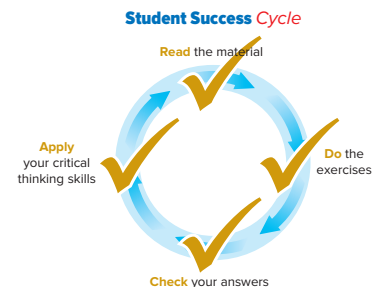 Student Success Cycle
Read the material
Do the
exercises
Check your answers
Apply
your critical
thinking skills